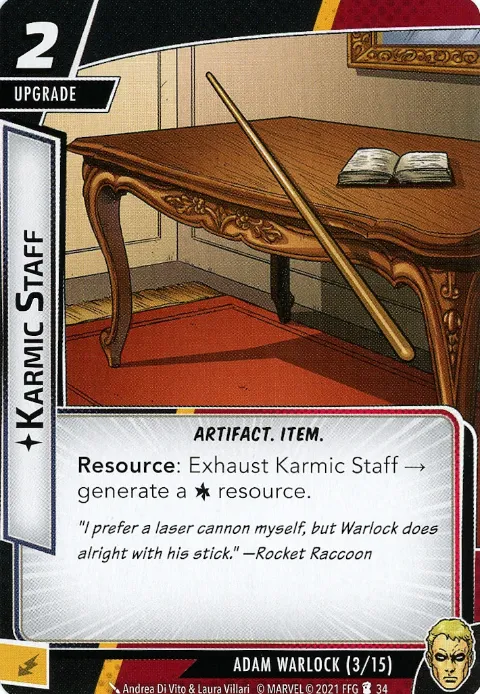 2
UPGRADE
KARMIC STAFF
ARTIFACT. ITEM.
Resource: Exhaust Karmic Staff →
generate a resource.
"I prefer a laser cannon myself, but Warlock does
alright with his stick." —Rocket Raccoon
ADAM WARLOCK (3/15)
Andrea Di Vito & Laura Villari © MARVEL © 2021 FFG 34